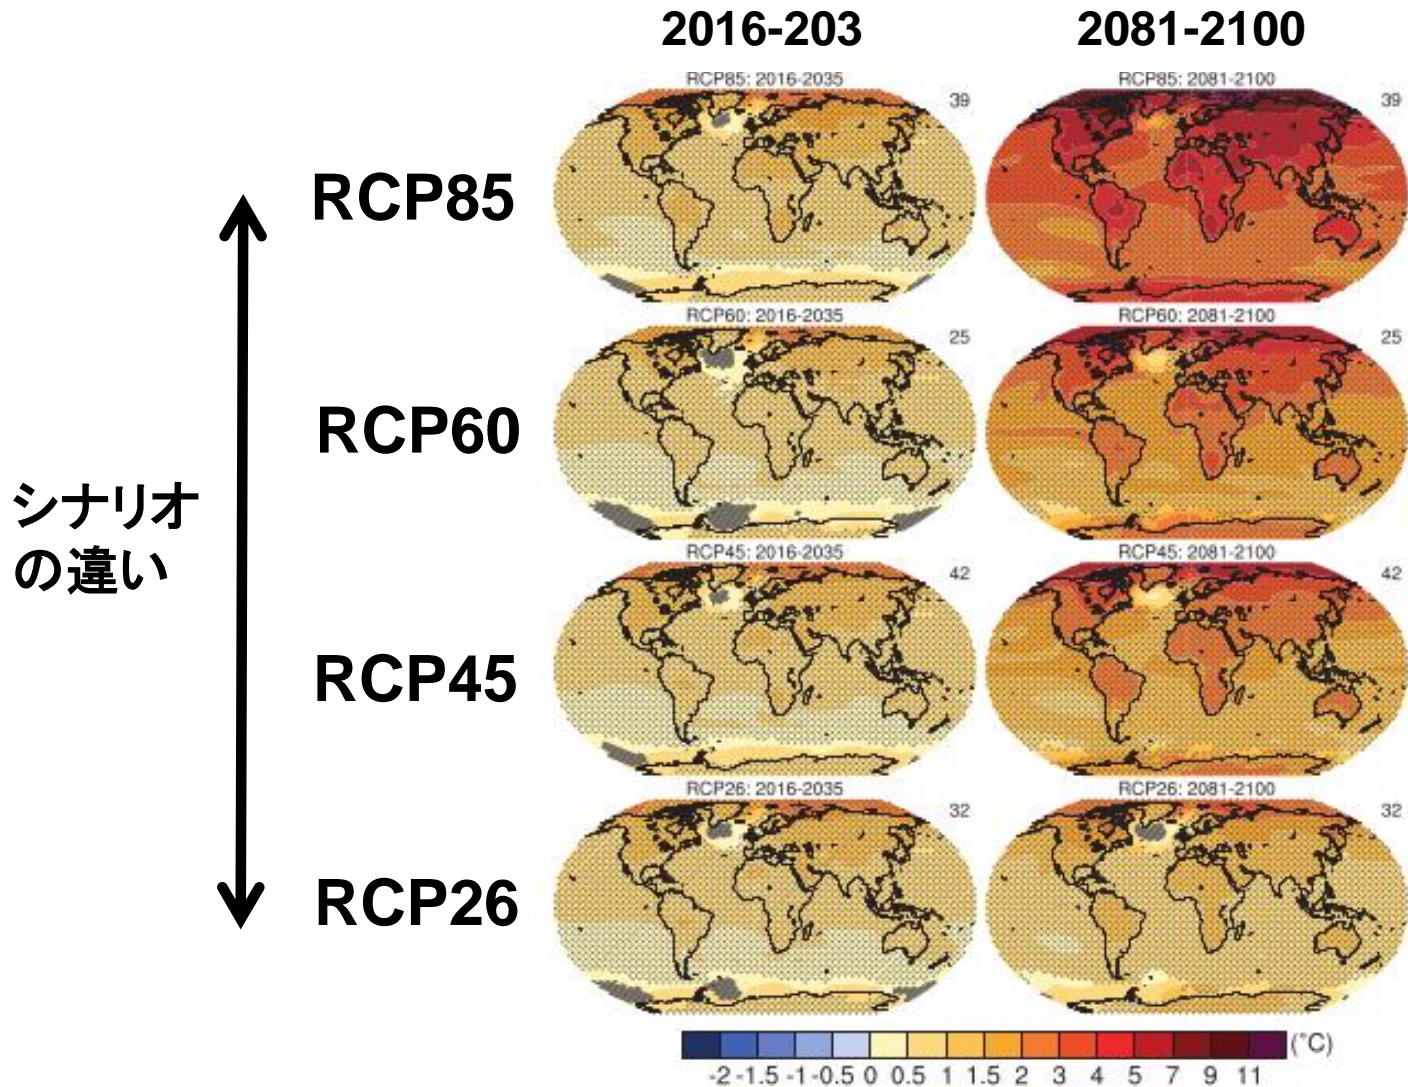 2016-203 2081-2100
RCP85: 2016-2035 RCP85: 2081-2100
39 39
RCP85
RCP60: 2016-2035 RCP60: 2081-2100
25 25
RCP60
シナリオ
の違い
RCP45: 2016-2035 RCP45: 2081-2100
42 42
RCP45
RCP26: 2016-2035 RCP26: 2081-2100
32 32
RCP26
(°C)
-2 -1.5 -1 -0.5 0 0.5 1 1.5 2 3 4 5 7 9 11